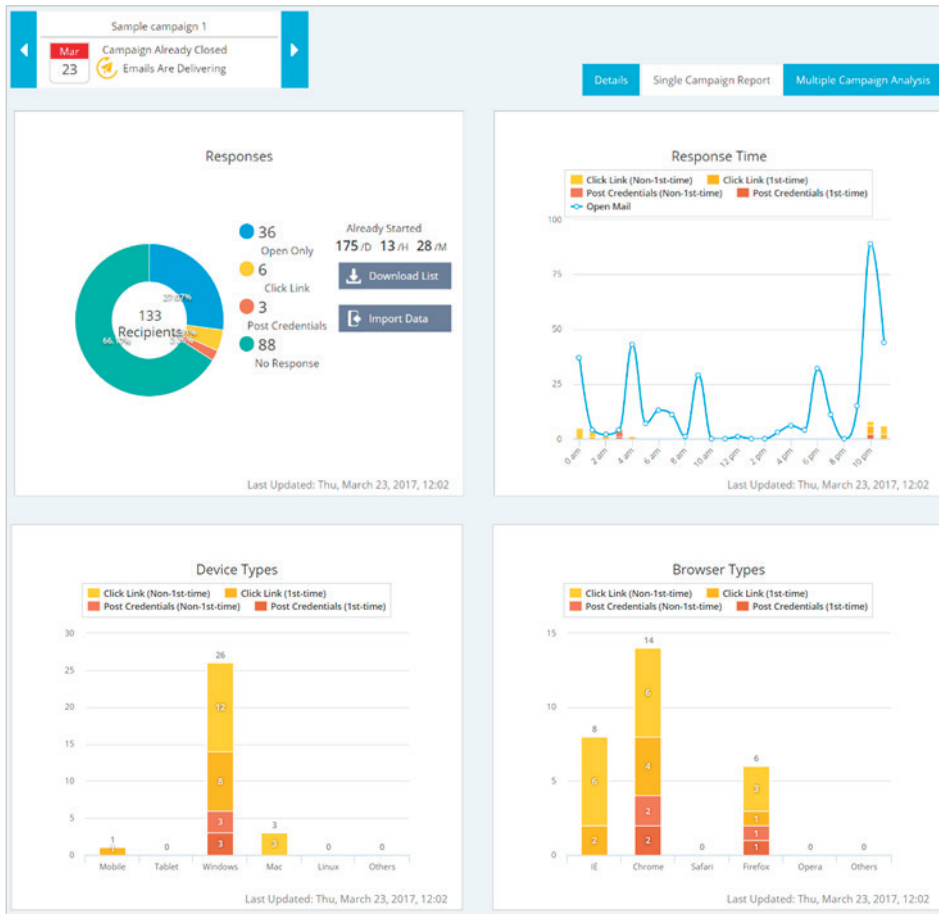 Sample campaign 1
Mar
23
Campaign Already Closed
Emails Are Delivering
Details
Single Campaign Report
Multiple Campaign Analysis
Responses
133
Recipients
36
Open Only
6
Click Link
3
Post Credentials
88
No Response
Already Started
175 /D 13 /H 28 /M
Download List
Import Data
Last Updated: Thu, March 23, 2017, 12:02
Response Time
Click Link (Non-1st-time) Click Link (1st-time)
Post Credentials (Non-1st-time) Post Credentials (1st-time)
Open Mail
100
75
50
25
0
0 am 2 am 4 am 6 am 8 am 10 am 12 pm 2 pm 4 pm 6 pm 8 pm 10 pm
Last Updated: Thu, March 23, 2017, 12:02
Device Types
Click Link (Non-1st-time) Click Link (1st-time)
Post Credentials (Non-1st-time) Post Credentials (1st-time)
30
25
20
15
10
5
0
1
0
26
12
8
3
3
3
3
0
0
Mobile Tablet Windows Mac Linux Others
Last Updated: Thu, March 23, 2017, 12:02
Browser Types
Click Link (Non-1st-time) Click Link (1st-time)
Post Credentials (Non-1st-time) Post Credentials (1st-time)
15
10
5
0
8
6
2
14
6
4
2
2
0
6
3
1
1
1
0
0
IE Chrome Safari Firefox Opera Others
Last Updated: Thu, March 23, 2017, 12:02